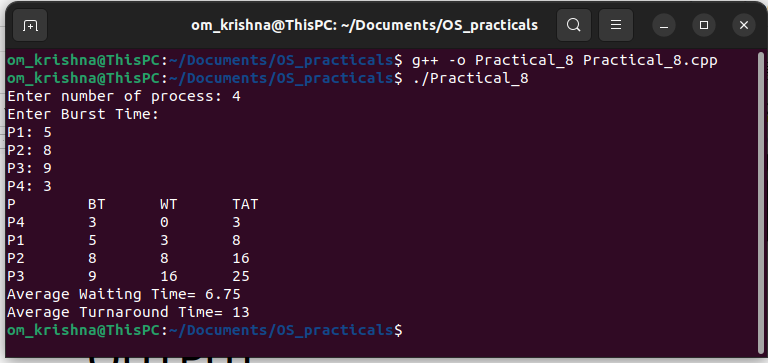 om_krishna@ThisPC: ~/Documents/OS_practicals
om_krishna@ThisPC:~/Documents/OS_practicals$ g++ -o Practical_8 Practical_8.cpp
om_krishna@ThisPC:~/Documents/OS_practicals$ ./Practical_8
Enter number of process: 4
Enter Burst Time:
P1: 5
P2: 8
P3: 9
P4: 3
P BT WT TAT
P4 3 0 3
P1 5 3 8
P2 8 8 16
P3 9 16 25
Average Waiting Time= 6.75
Average Turnaround Time= 13
om_krishna@ThisPC:~/Documents/OS_practicals$